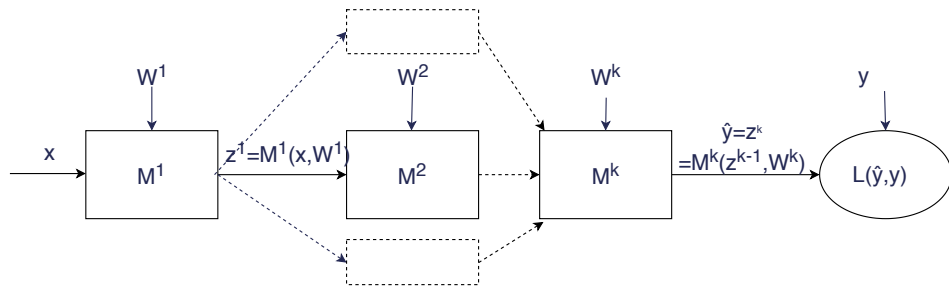 W¹
W²
Wᵏ
y
x
M¹
z¹=M¹(x,W¹)
M²
Mᵏ
ŷ=zᵏ
=Mᵏ(zᵏ⁻¹,Wᵏ)
L(ŷ,y)